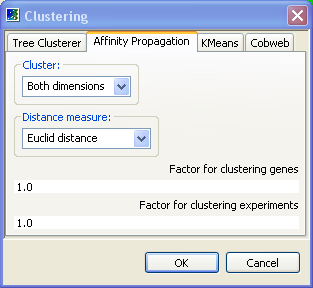 Clustering
Tree Clusterer Affinity Propagation KMeans Cobweb
Cluster:
Both dimensions
Distance measure:
Euclid distance
Factor for clustering genes
1.0
Factor for clustering experiments
1.0
OK Cancel